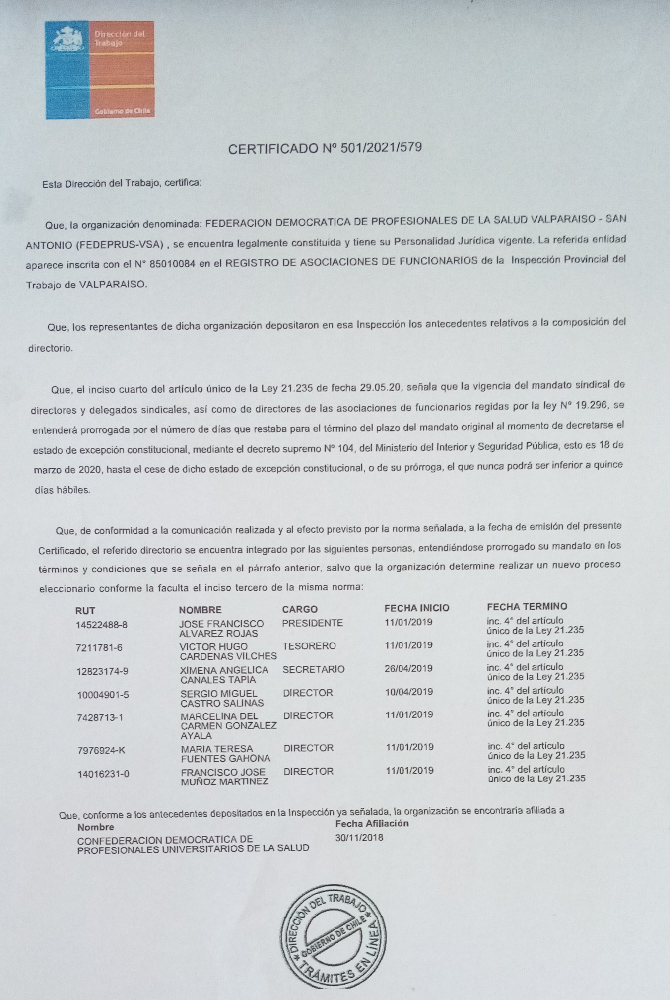 Dirección del
Trabajo
Gobierno de Chile
CERTIFICADO Nº 501/2021/579
Esta Dirección del Trabajo, certifica:
Que, la organización denominada: FEDERACION DEMOCRATICA DE PROFESIONALES DE LA SALUD VALPARAISO - SAN
ANTONIO (FEDEPRUS-VSA) , se encuentra legalmente constituida y tiene su Personalidad Jurídica vigente. La referida entidad
aparece inscrita con el N° 85010084 en el REGISTRO DE ASOCIACIONES DE FUNCIONARIOS de la Inspección Provincial del
Trabajo de VALPARAISO.
Que, los representantes de dicha organización depositaron en esa Inspección los antecedentes relativos a la composición del
directorio.
Que, el inciso cuarto del artículo único de la Ley 21.235 de fecha 29.05.20, señala que la vigencia del mandato sindical de
directores y delegados sindicales, así como de directores de las asociaciones de funcionarios regidas por la ley Nº 19.296, se
entenderá prorrogada por el número de días que restaba para el término del plazo del mandato original al momento de decretarse el
estado de excepción constitucional, mediante el decreto supremo Nº 104, del Ministerio del Interior y Seguridad Pública, esto es 18 de
marzo de 2020, hasta el cese de dicho estado de excepción constitucional, o de su prórroga, el que nunca podrá ser inferior a quince
días hábiles.
Que, de conformidad a la comunicación realizada y al efecto previsto por la norma señalada, a la fecha de emisión del presente
Certificado, el referido directorio se encuentra integrado por las siguientes personas, entendiéndose prorrogado su mandato en los
términos y condiciones que se señala en el párrafo anterior, salvo que la organización determine realizar un nuevo proceso
eleccionario conforme la faculta el inciso tercero de la misma norma:
RUT NOMBRE CARGO FECHA INICIO FECHA TERMINO
14522488-8 JOSE FRANCISCO PRESIDENTE 11/01/2019 inc. 4° del artículo
ALVAREZ ROJAS único de la Ley 21.235
7211781-6 VICTOR HUGO TESORERO 11/01/2019 inc. 4° del artículo
CARDENAS VILCHES único de la Ley 21.235
12823174-9 XIMENA ANGELICA SECRETARIO 26/04/2019 inc. 4° del artículo
CANALES TAPIA único de la Ley 21.235
10004901-5 SERGIO MIGUEL DIRECTOR 10/04/2019 inc. 4° del artículo
CASTRO SALINAS único de la Ley 21.235
7428713-1 MARCELINA DEL DIRECTOR 11/01/2019 inc. 4° del artículo
CARMEN GONZALEZ único de la Ley 21.235
AYALA
7976924-K MARIA TERESA DIRECTOR 11/01/2019 inc. 4° del artículo
FUENTES GAHONA único de la Ley 21.235
14016231-0 FRANCISCO JOSE DIRECTOR 11/01/2019 inc. 4° del artículo
MUÑOZ MARTINEZ único de la Ley 21.235
Que, conforme a los antecedentes depositados en la Inspección ya señalada, la organización se encontraría afiliada a
Nombre Fecha Afiliación
CONFEDERACION DEMOCRATICA DE 30/11/2018
PROFESIONALES UNIVERSITARIOS DE LA SALUD
DIRECCIÓN DEL TRABAJO
GOBIERNO DE CHILE
TRÁMITES EN LÍNEA